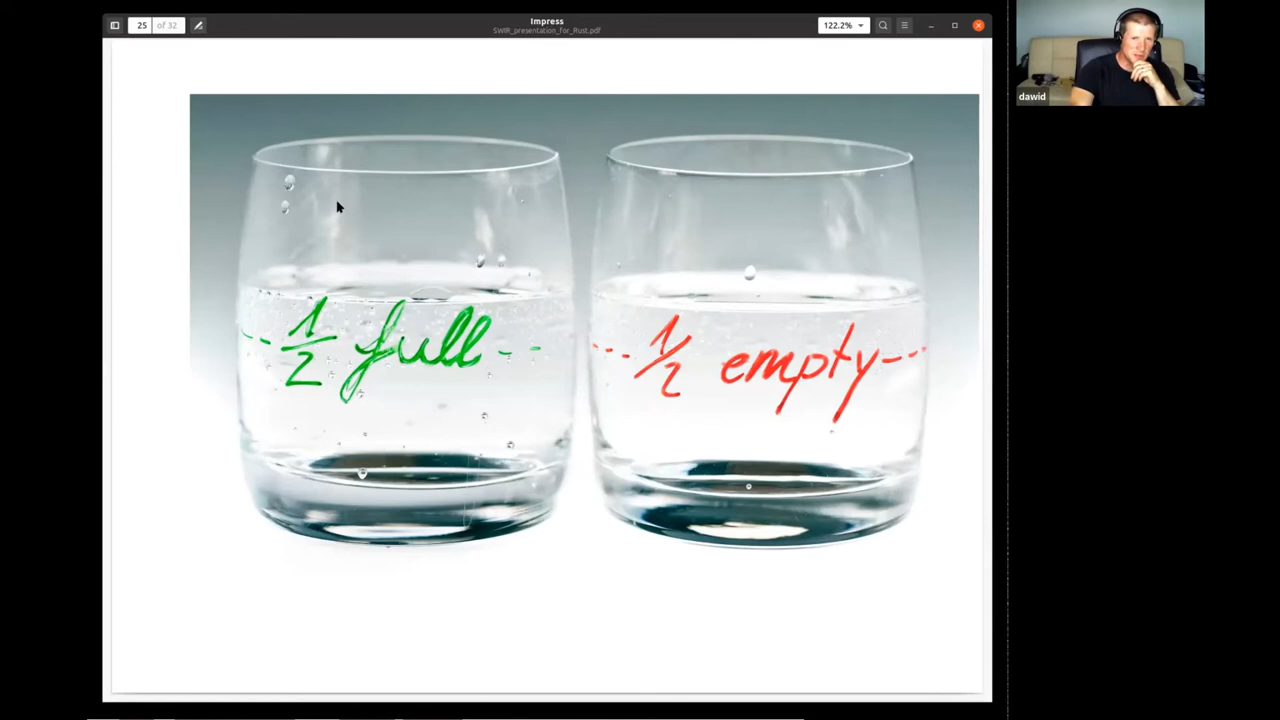 25 of 32
Impress
SWIR_presentation_for_Rust.pdf
122.2%
dawid
1/2 full
1/2 empty